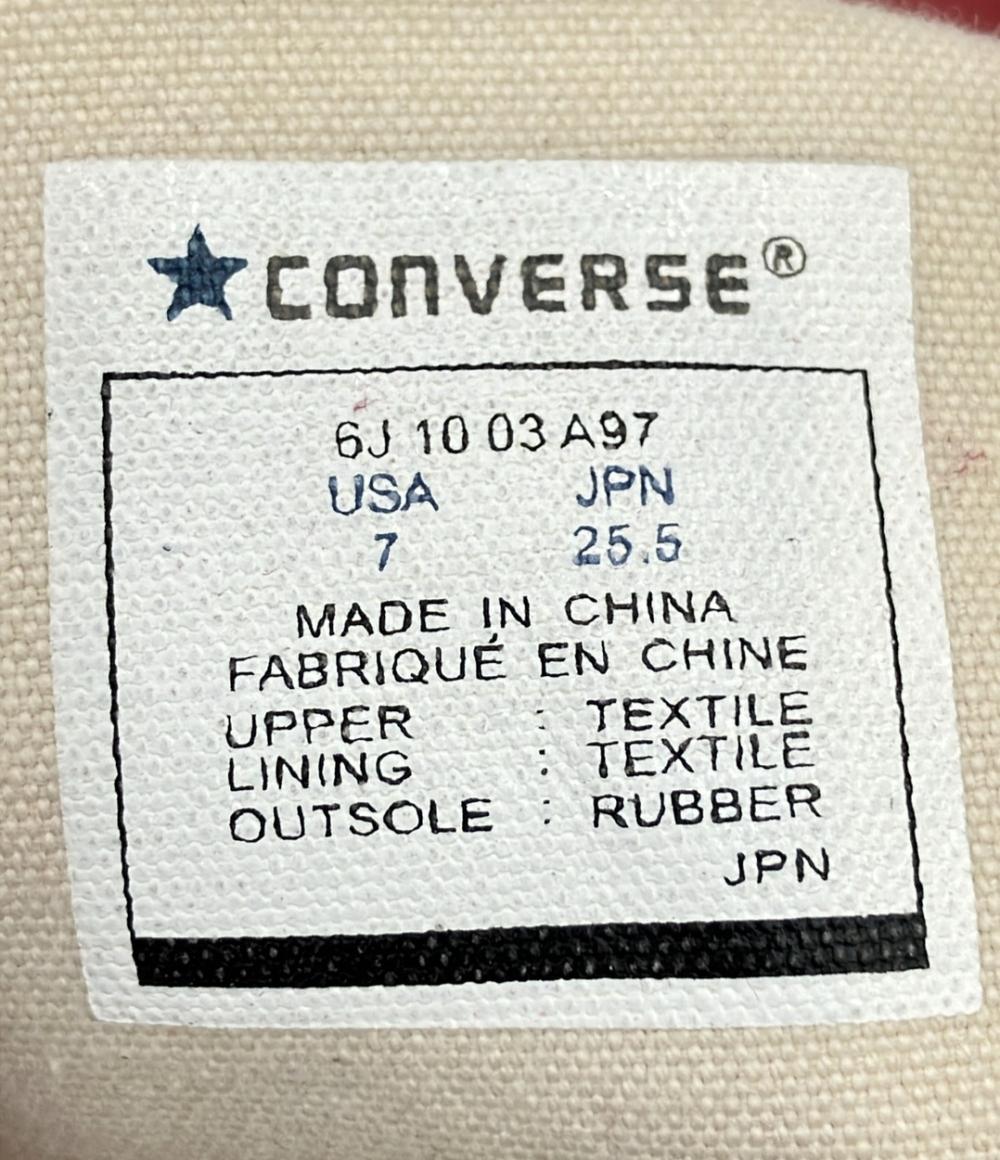 ★CONVERSE®
6J 10 03 A97
USA JPN
7 25.5
MADE IN CHINA
FABRIQUÉ EN CHINE
UPPER : TEXTILE
LINING : TEXTILE
OUTSOLE : RUBBER
JPN